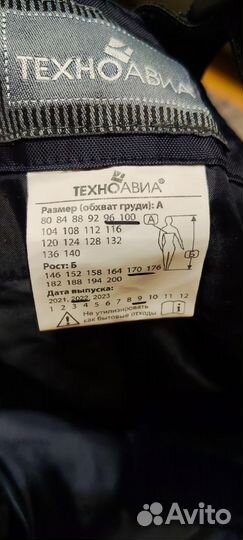 ТЕХНОАВИА®
ТЕХНОАВИА®
Размер (обхват груди): А
80 84 88 92 96 100
104 108 112 116
120 124 128 132
136 140
А
Б
Рост: Б
146 152 158 164 170 176
182 188 194 200
Дата выпуска:
2021, 2022, 2023
1 2 3 4 5 6 7 8 9 10 11 12
Не утилизировать
как бытовые отходы
i
Avito